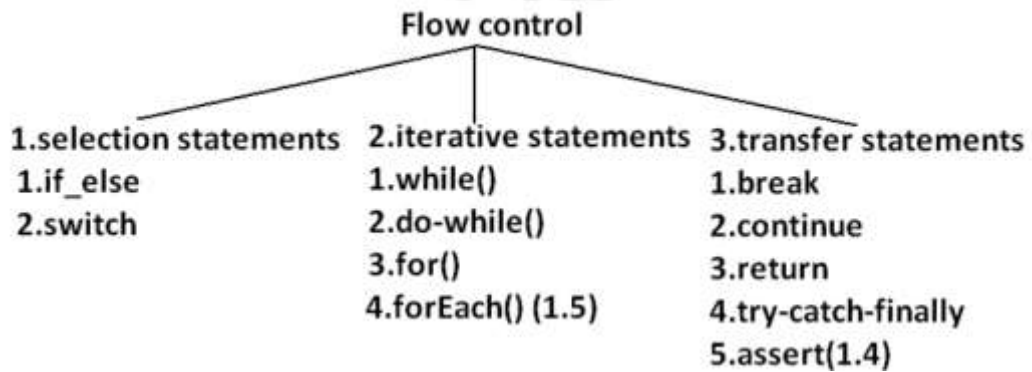 Flow control
1.selection statements
1.if_else
2.switch
2.iterative statements
1.while()
2.do-while()
3.for()
4.forEach() (1.5)
3.transfer statements
1.break
2.continue
3.return
4.try-catch-finally
5.assert(1.4)